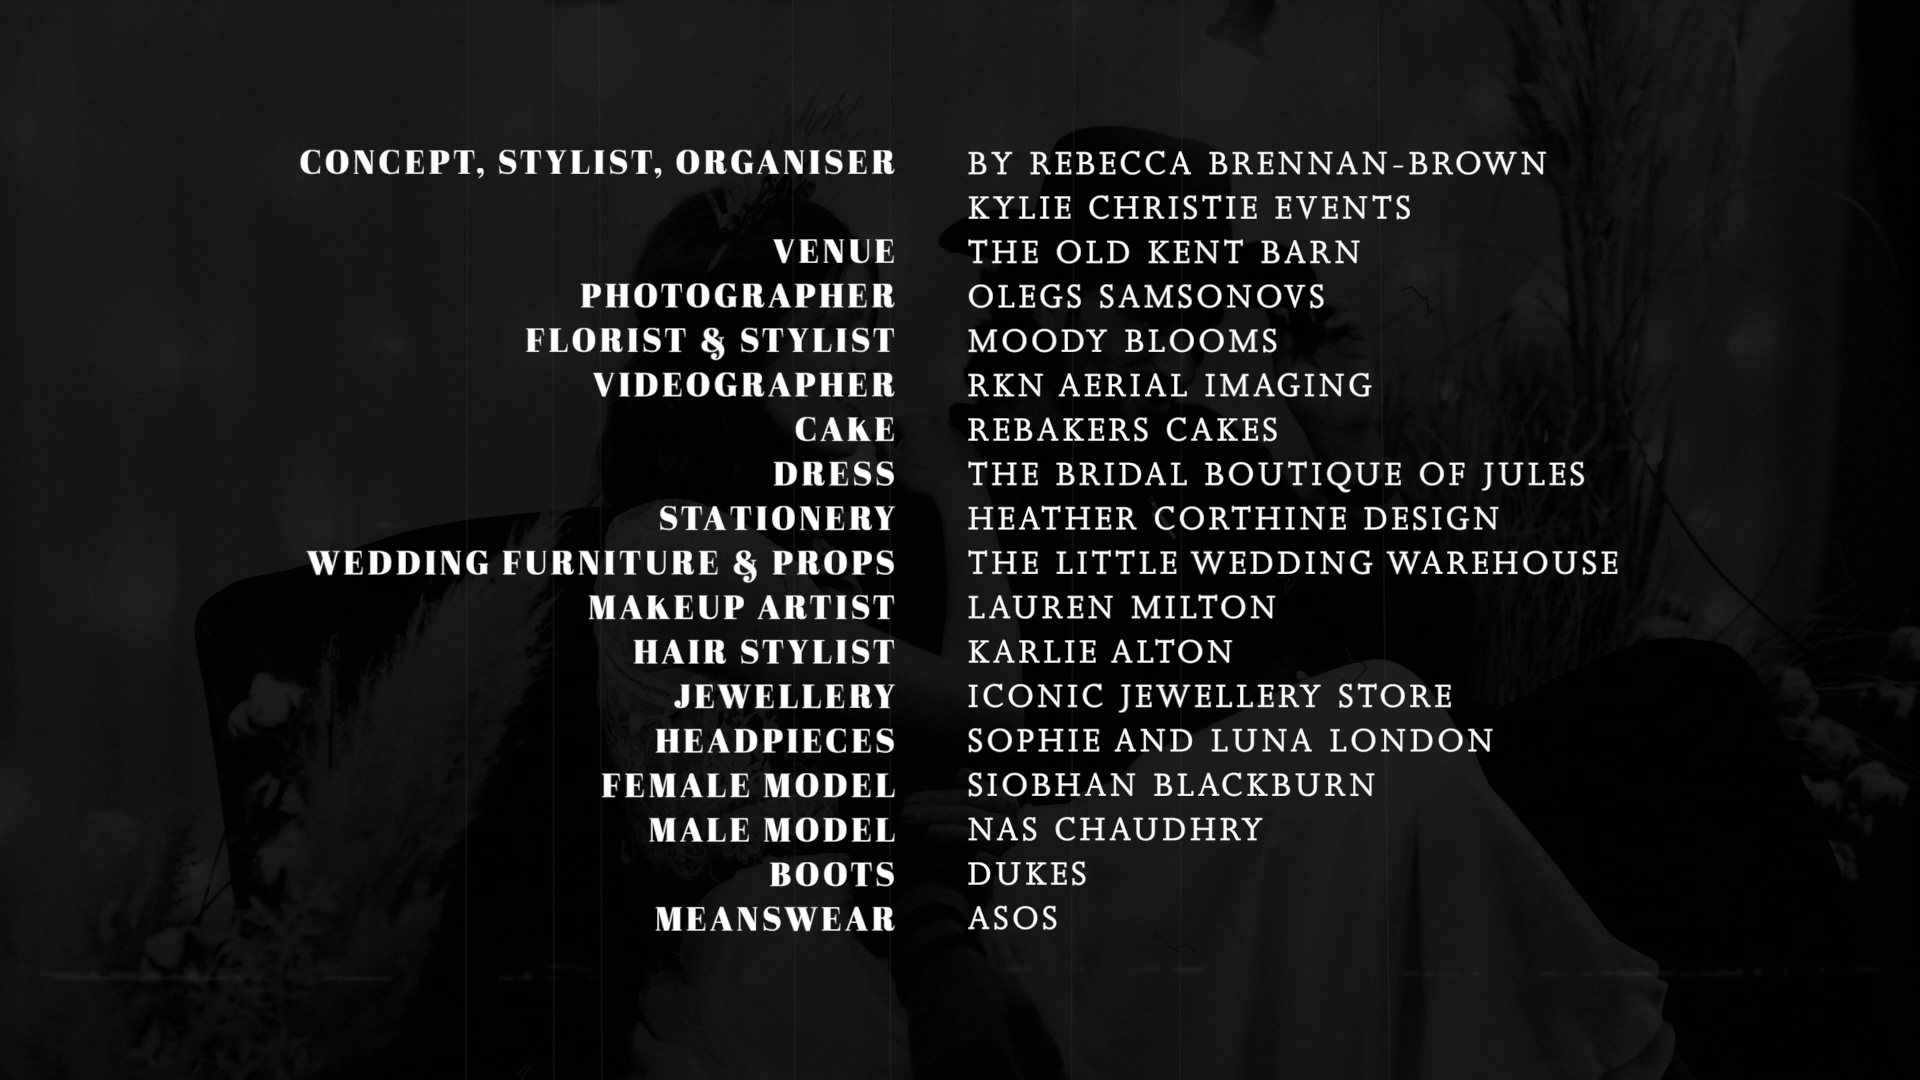 CONCEPT, STYLIST, ORGANISER BY REBECCA BRENNAN-BROWN
KYLIE CHRISTIE EVENTS
VENUE THE OLD KENT BARN
PHOTOGRAPHER OLEGS SAMSONOVS
FLORIST & STYLIST MOODY BLOOMS
VIDEOGRAPHER RKN AERIAL IMAGING
CAKE REBAKERS CAKES
DRESS THE BRIDAL BOUTIQUE OF JULES
STATIONERY HEATHER CORTHINE DESIGN
WEDDING FURNITURE & PROPS THE LITTLE WEDDING WAREHOUSE
MAKEUP ARTIST LAUREN MILTON
HAIR STYLIST KARLIE ALTON
JEWELLERY ICONIC JEWELLERY STORE
HEADPIECES SOPHIE AND LUNA LONDON
FEMALE MODEL SIOBHAN BLACKBURN
MALE MODEL NAS CHAUDHRY
BOOTS DUKES
MEANSWEAR ASOS